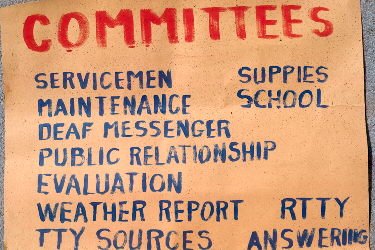 COMMITTEES
SERVICEMEN SUPPIES
MAINTENANCE SCHOOL
DEAF MESSENGER
PUBLIC RELATIONSHIP
EVALUATION
WEATHER REPORT RTTY
TTY SOURCES ANSWERING